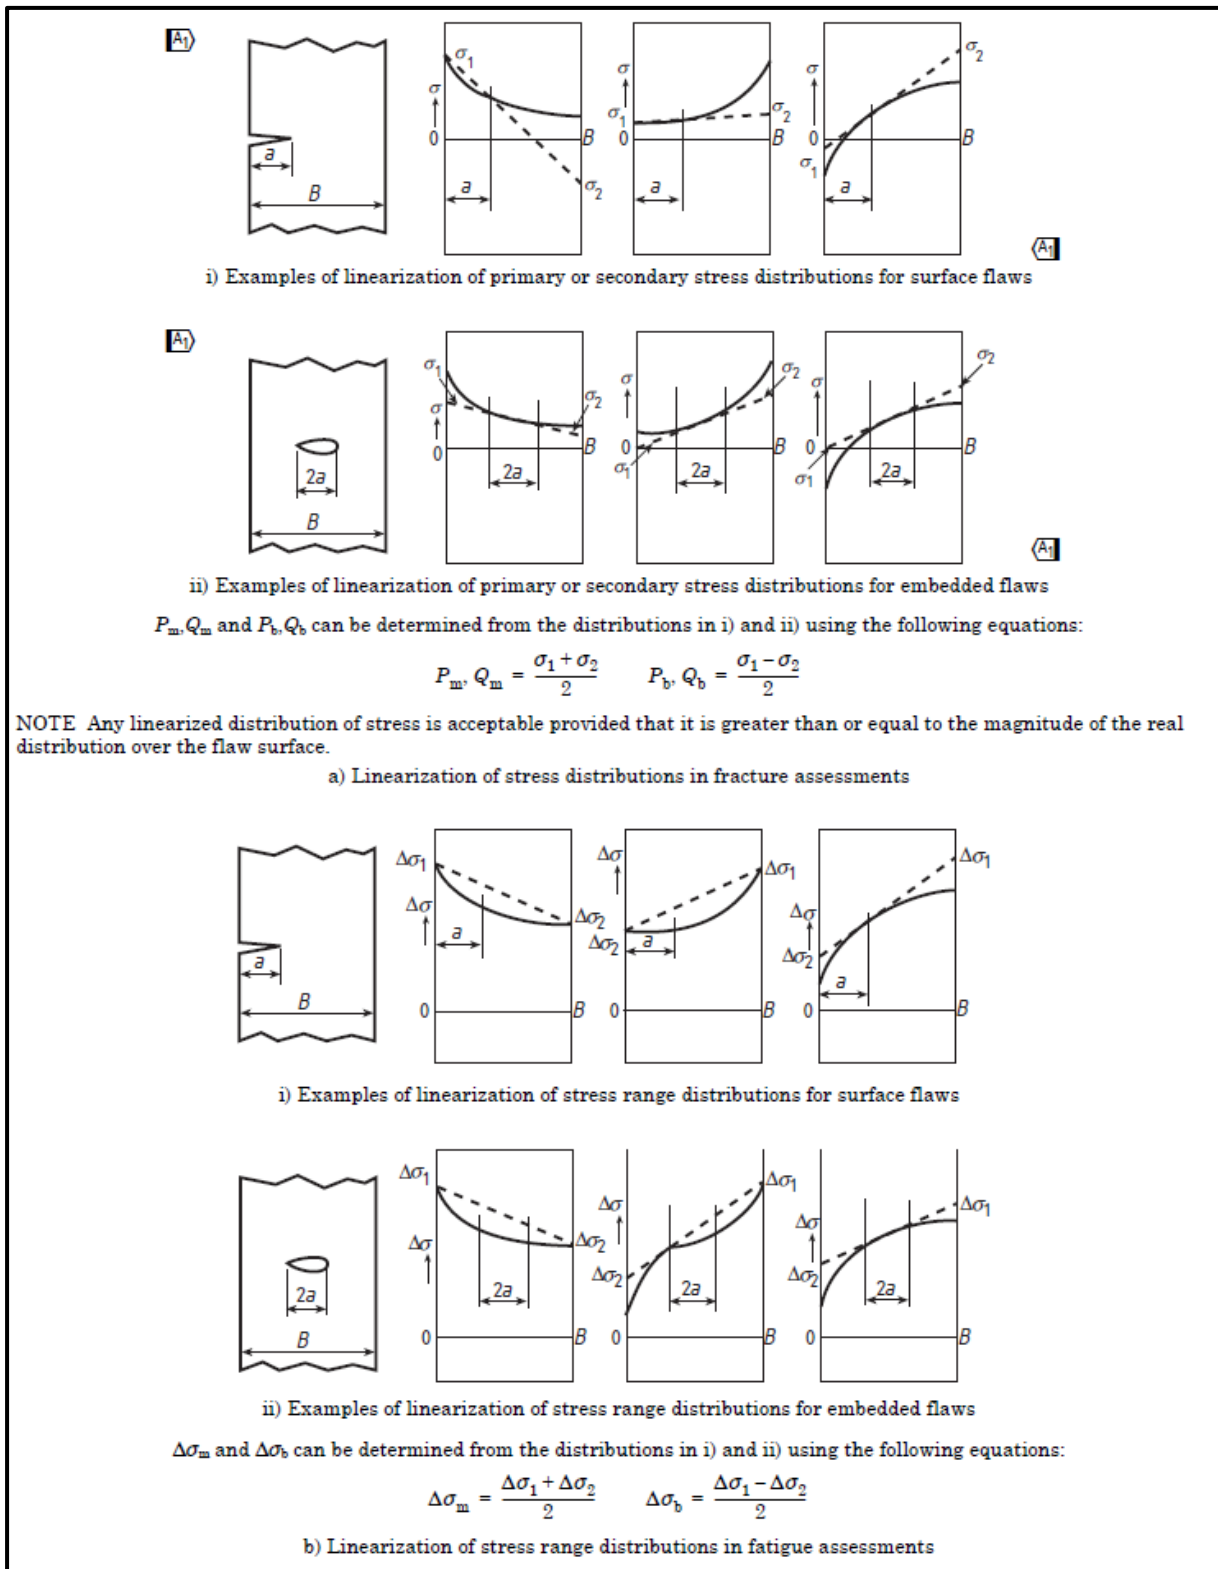 A1
σ1 σ2
σ σ σ
σ1 σ2
0 B 0 B 0 B
a σ1
B σ2 a a a
A1
i) Examples of linearization of primary or secondary stress distributions for surface flaws
A1
σ1 σ2 σ2
σ σ2 σ σ
0 B 0 B 0 B
2a 2a σ1 2a σ1 2a
B
A1
ii) Examples of linearization of primary or secondary stress distributions for embedded flaws
Pm,Qm and Pb,Qb can be determined from the distributions in i) and ii) using the following equations:
Pm, Qm = (σ1 + σ2)/2 Pb, Qb = (σ1 − σ2)/2
NOTE Any linearized distribution of stress is acceptable provided that it is greater than or equal to the magnitude of the real
distribution over the flaw surface.
a) Linearization of stress distributions in fracture assessments
Δσ1 Δσ Δσ1 Δσ1
Δσ Δσ2 Δσ
a a Δσ2 a Δσ2
B a
0 B 0 B 0 B
i) Examples of linearization of stress range distributions for surface flaws
Δσ1 Δσ1 Δσ1
Δσ Δσ2 Δσ Δσ
2a 2a Δσ2 2a Δσ2 2a
B 0 B 0 B 0 B
ii) Examples of linearization of stress range distributions for embedded flaws
Δσm and Δσb can be determined from the distributions in i) and ii) using the following equations:
Δσm = (Δσ1 + Δσ2)/2 Δσb = (Δσ1 − Δσ2)/2
b) Linearization of stress range distributions in fatigue assessments